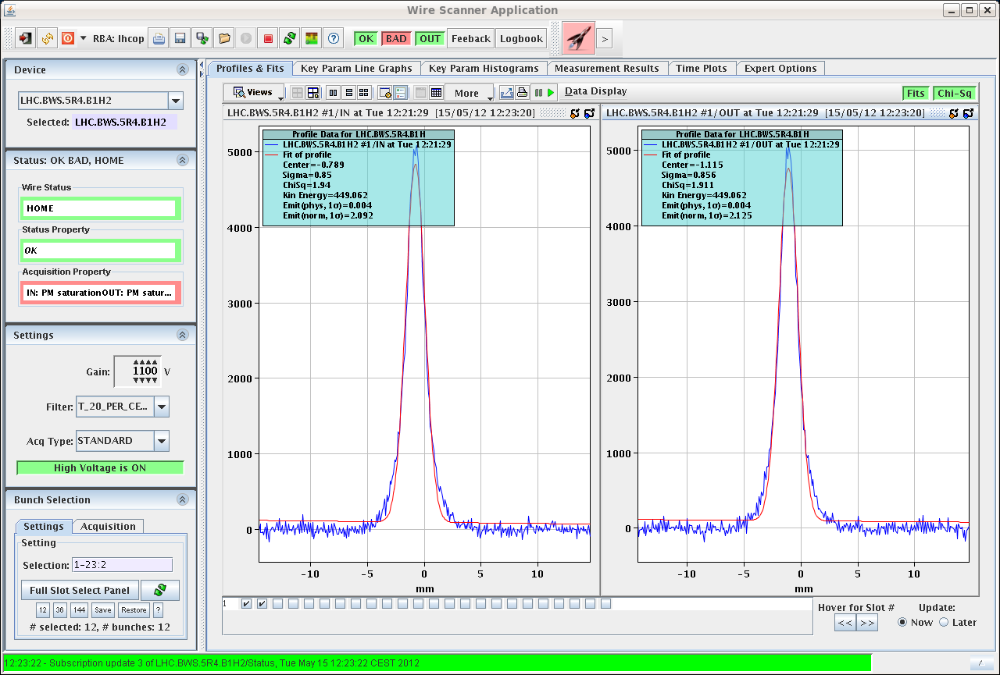 Wire Scanner Application
RBA: lhcop
OK BAD OUT Feeback Logbook >
Device
LHC.BWS.5R4.B1H2
Selected: LHC.BWS.5R4.B1H2
Status: OK BAD, HOME
Wire Status
HOME
Status Property
OK
Acquisition Property
IN: PM saturationOUT: PM satur...
Settings
Gain: 1100 V
Filter: T_20_PER_CE...
Acq Type: STANDARD
High Voltage is ON
Bunch Selection
Settings Acquisition
Setting
Selection: 1-23:2
Full Slot Select Panel
12 36 144 Save Restore ?
# selected: 12, # bunches: 12
Profiles & Fits Key Param Line Graphs Key Param Histograms Measurement Results Time Plots Expert Options
Views More Data Display Fits Chi-Sq
LHC.BWS.5R4.B1H2 #1/IN at Tue 12:21:29 [15/05/12 12:23:20]
Profile Data for LHC.BWS.5R4.B1H
LHC.BWS.5R4.B1H2 #1/IN at Tue 12:21:29
Fit of profile
Center=-0.789
Sigma=0.85
ChiSq=1.94
Kin Energy=449.062
Emit(phys, 1σ)=0.004
Emit(norm, 1σ)=2.092
5000
4000
3000
2000
1000
0
-10 -5 0 5 10
mm
LHC.BWS.5R4.B1H2 #1/OUT at Tue 12:21:29 [15/05/12 12:23:20]
Profile Data for LHC.BWS.5R4.B1H
LHC.BWS.5R4.B1H2 #1/OUT at Tue 12:21:29
Fit of profile
Center=-1.115
Sigma=0.856
ChiSq=1.911
Kin Energy=449.062
Emit(phys, 1σ)=0.004
Emit(norm, 1σ)=2.125
5000
4000
3000
2000
1000
0
-10 -5 0 5 10
mm
1
Hover for Slot # Update:
<< >> Now Later
12:23:22 - Subscription update 3 of LHC.BWS.5R4.B1H2/Status, Tue May 15 12:23:22 CEST 2012